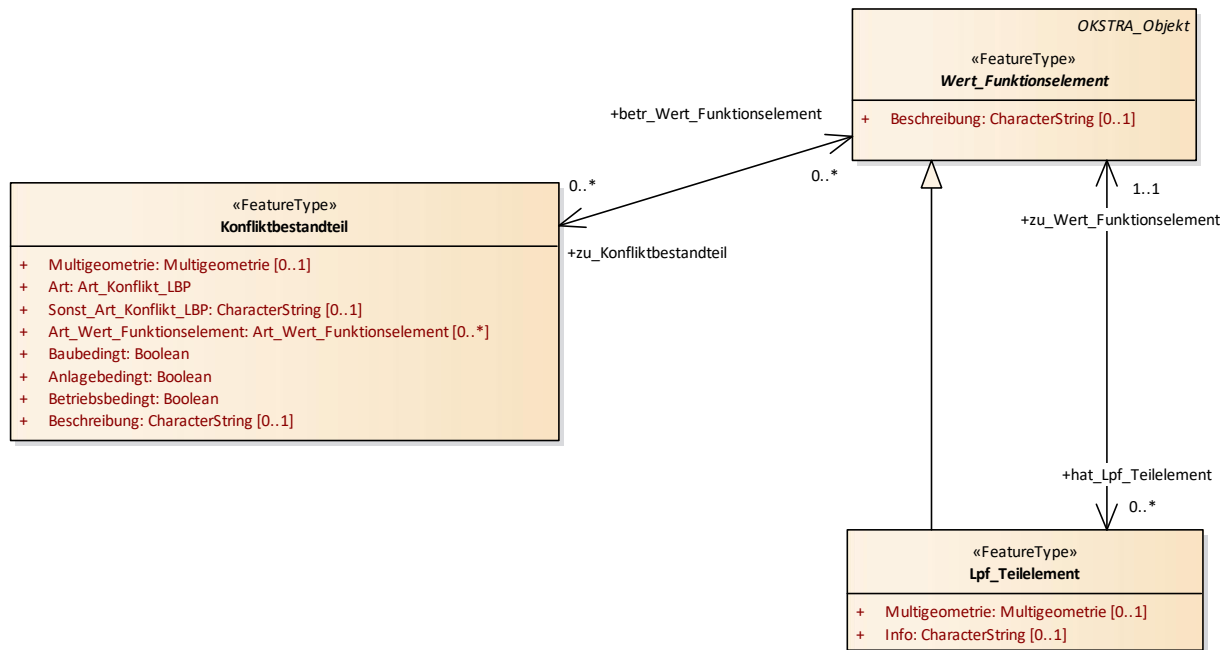 OKSTRA_Objekt
«FeatureType»
Wert_Funktionselement
+ Beschreibung: CharacterString [0..1]
+betr_Wert_Funktionselement
0..*
0..*
+zu_Konfliktbestandteil
«FeatureType»
Konfliktbestandteil
+ Multigeometrie: Multigeometrie [0..1]
+ Art: Art_Konflikt_LBP
+ Sonst_Art_Konflikt_LBP: CharacterString [0..1]
+ Art_Wert_Funktionselement: Art_Wert_Funktionselement [0..*]
+ Baubedingt: Boolean
+ Anlagebedingt: Boolean
+ Betriebsbedingt: Boolean
+ Beschreibung: CharacterString [0..1]
1..1
+zu_Wert_Funktionselement
+hat_Lpf_Teilelement
0..*
«FeatureType»
Lpf_Teilelement
+ Multigeometrie: Multigeometrie [0..1]
+ Info: CharacterString [0..1]